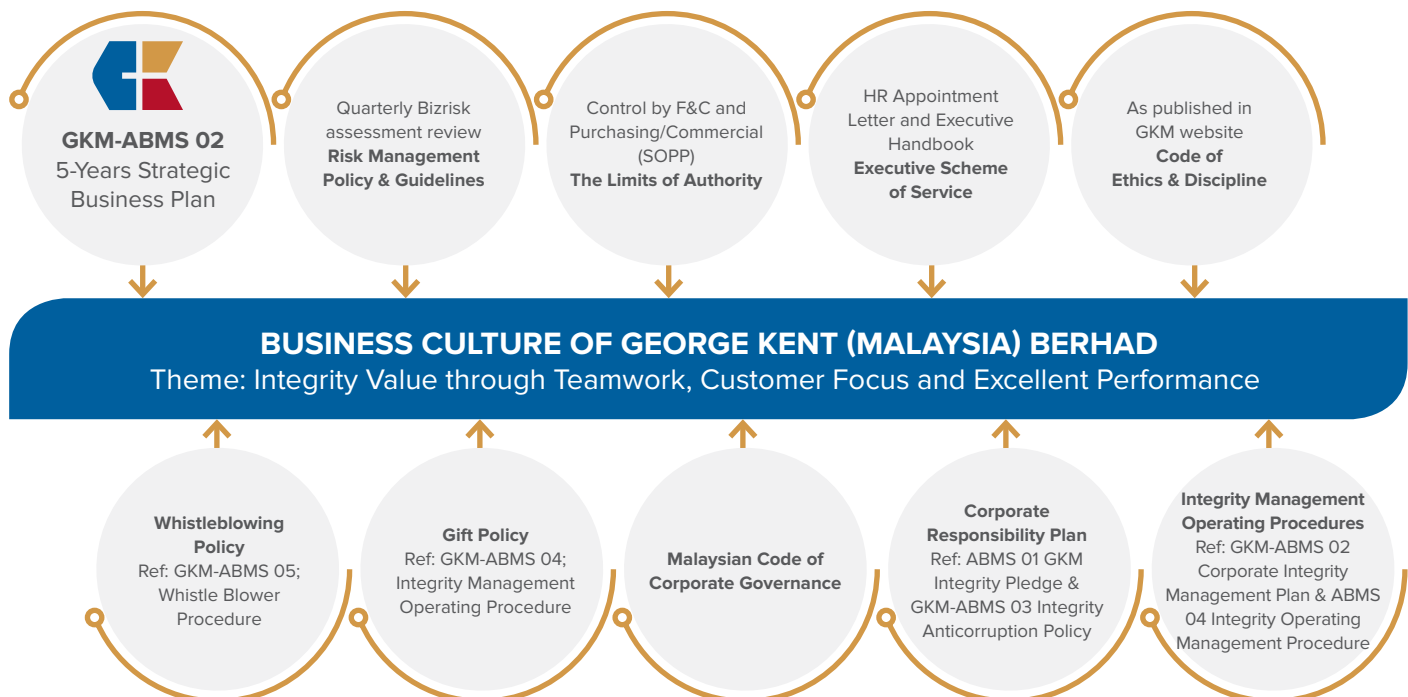 GKM-ABMS 02
5-Years Strategic
Business Plan
Quarterly Bizrisk
assessment review
Risk Management
Policy & Guidelines
Control by F&C and
Purchasing/Commercial
(SOPP)
The Limits of Authority
HR Appointment
Letter and Executive
Handbook
Executive Scheme
of Service
As published in
GKM website
Code of
Ethics & Discipline
BUSINESS CULTURE OF GEORGE KENT (MALAYSIA) BERHAD
Theme: Integrity Value through Teamwork, Customer Focus and Excellent Performance
Whistleblowing
Policy
Ref: GKM-ABMS 05;
Whistle Blower
Procedure
Gift Policy
Ref: GKM-ABMS 04;
Integrity Management
Operating Procedure
Malaysian Code of
Corporate Governance
Corporate
Responsibility Plan
Ref: ABMS 01 GKM
Integrity Pledge &
GKM-ABMS 03 Integrity
Anticorruption Policy
Integrity Management
Operating Procedures
Ref: GKM-ABMS 02
Corporate Integrity
Management Plan & ABMS
04 Integrity Operating
Management Procedure